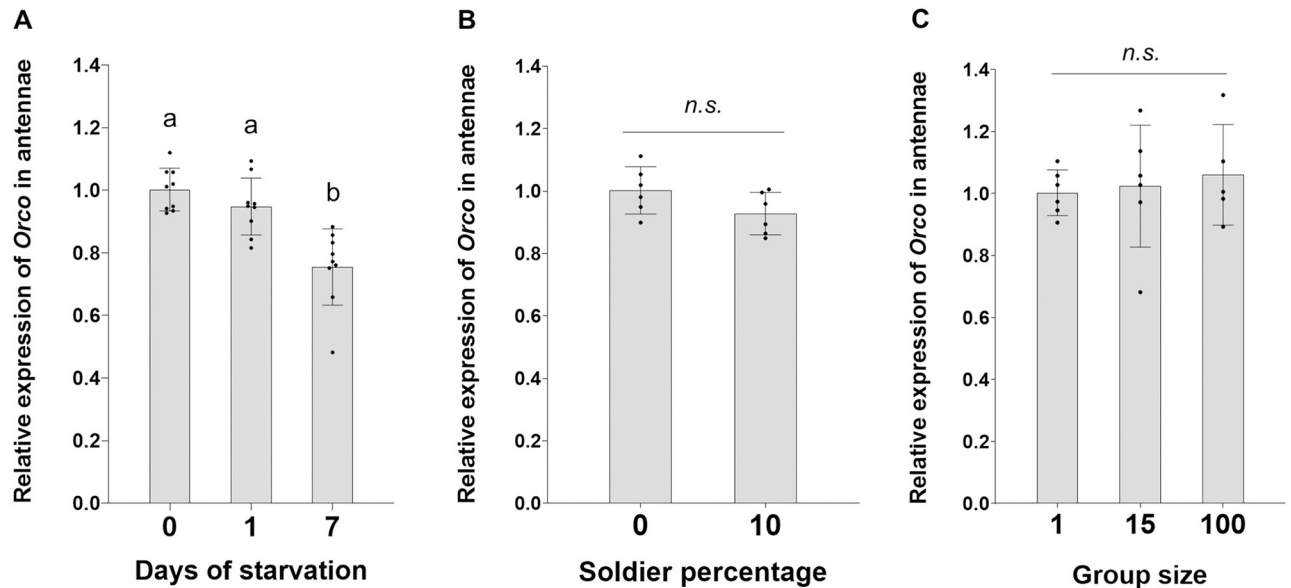 A
Relative expression of Orco in antennae
1.4
1.2
1.0
0.8
0.6
0.4
0.2
0.0
a
a
b
0
1
7
Days of starvation
B
Relative expression of Orco in antennae
1.4
1.2
1.0
0.8
0.6
0.4
0.2
0.0
n.s.
0
10
Soldier percentage
C
Relative expression of Orco in antennae
1.4
1.2
1.0
0.8
0.6
0.4
0.2
0.0
n.s.
1
15
100
Group size